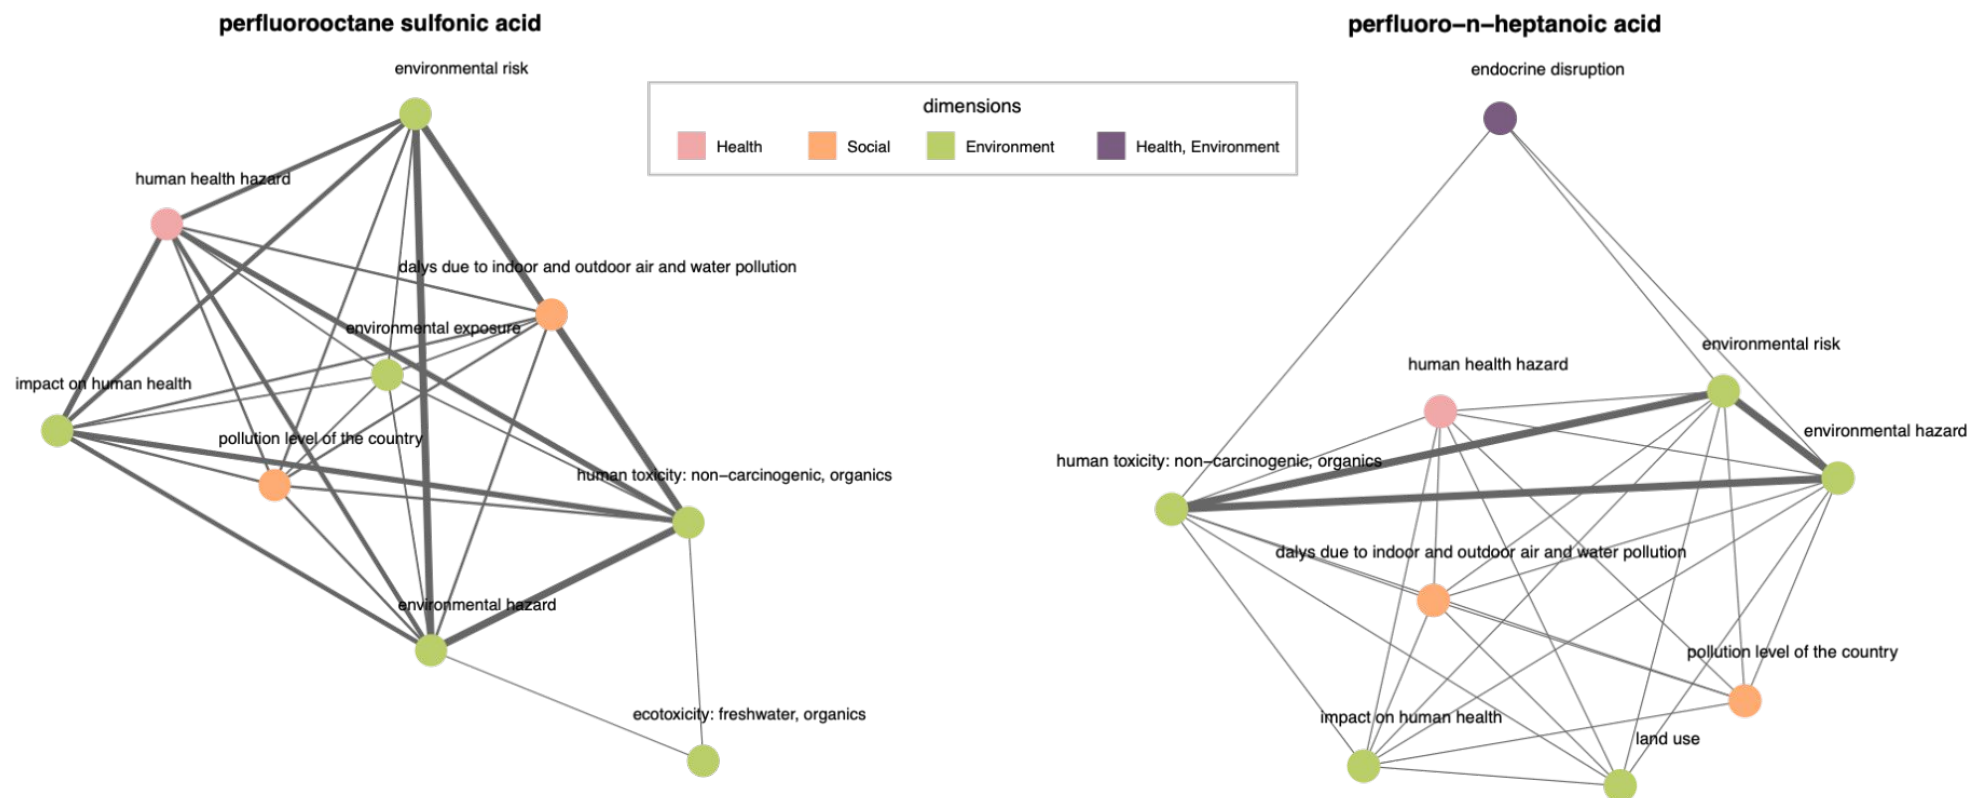 perfluorooctane sulfonic acid
environmental risk
human health hazard
dalys due to indoor and outdoor air and water pollution
environmental exposure
impact on human health
pollution level of the country
human toxicity: non−carcinogenic, organics
environmental hazard
ecotoxicity: freshwater, organics
dimensions
Health
Social
Environment
Health, Environment
perfluoro−n−heptanoic acid
endocrine disruption
environmental risk
human health hazard
environmental hazard
human toxicity: non−carcinogenic, organics
dalys due to indoor and outdoor air and water pollution
pollution level of the country
impact on human health
land use